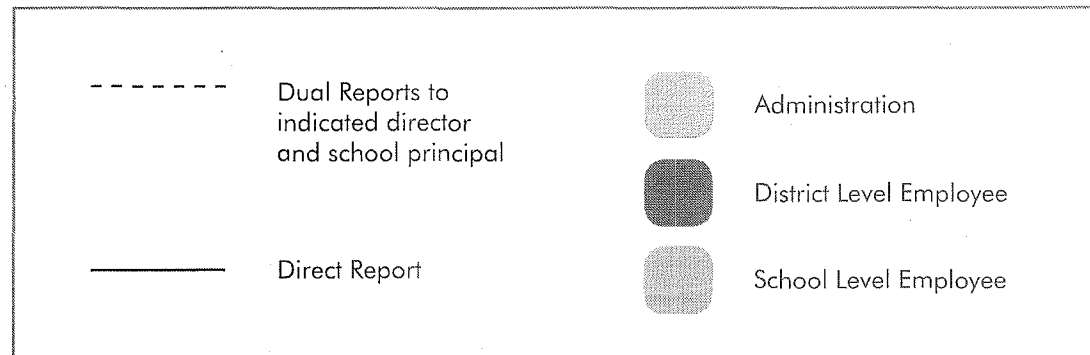 Dual Reports to
indicated director
and school principal
Direct Report
Administration
District Level Employee
School Level Employee